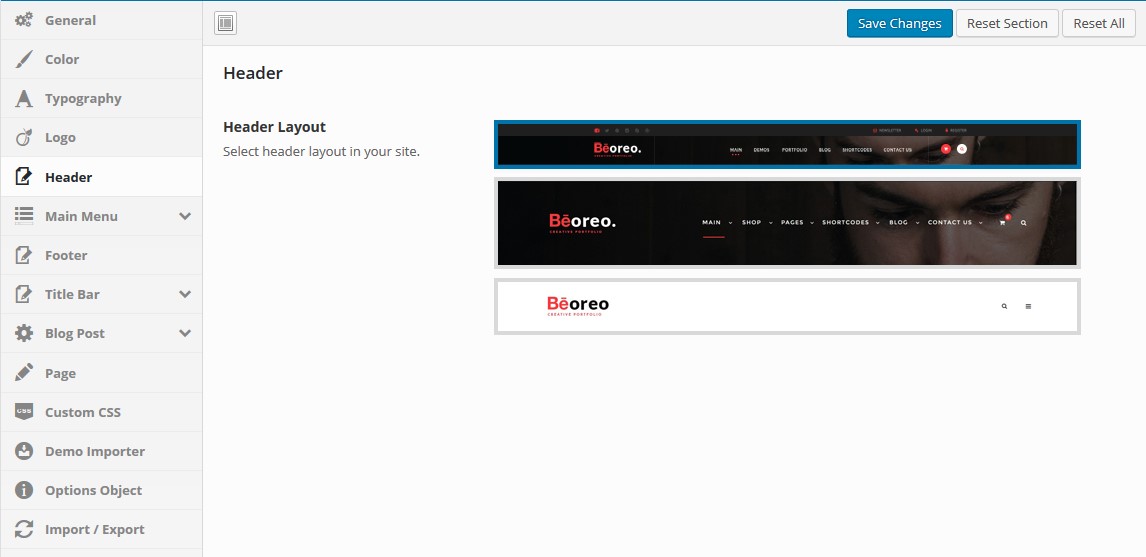 General
Color
Typography
Logo
Header
Main Menu
Footer
Title Bar
Blog Post
Page
Custom CSS
Demo Importer
Options Object
Import / Export
Save Changes Reset Section Reset All
Header
Header Layout
Select header layout in your site.
NEWSLETTER LOGIN REGISTER
Bēoreo.
CREATIVE PORTFOLIO
MAIN DEMOS PORTFOLIO BLOG SHORTCODES CONTACT US
Bēoreo.
CREATIVE PORTFOLIO
MAIN SHOP PAGES SHORTCODES BLOG CONTACT US
Bēoreo
CREATIVE PORTFOLIO